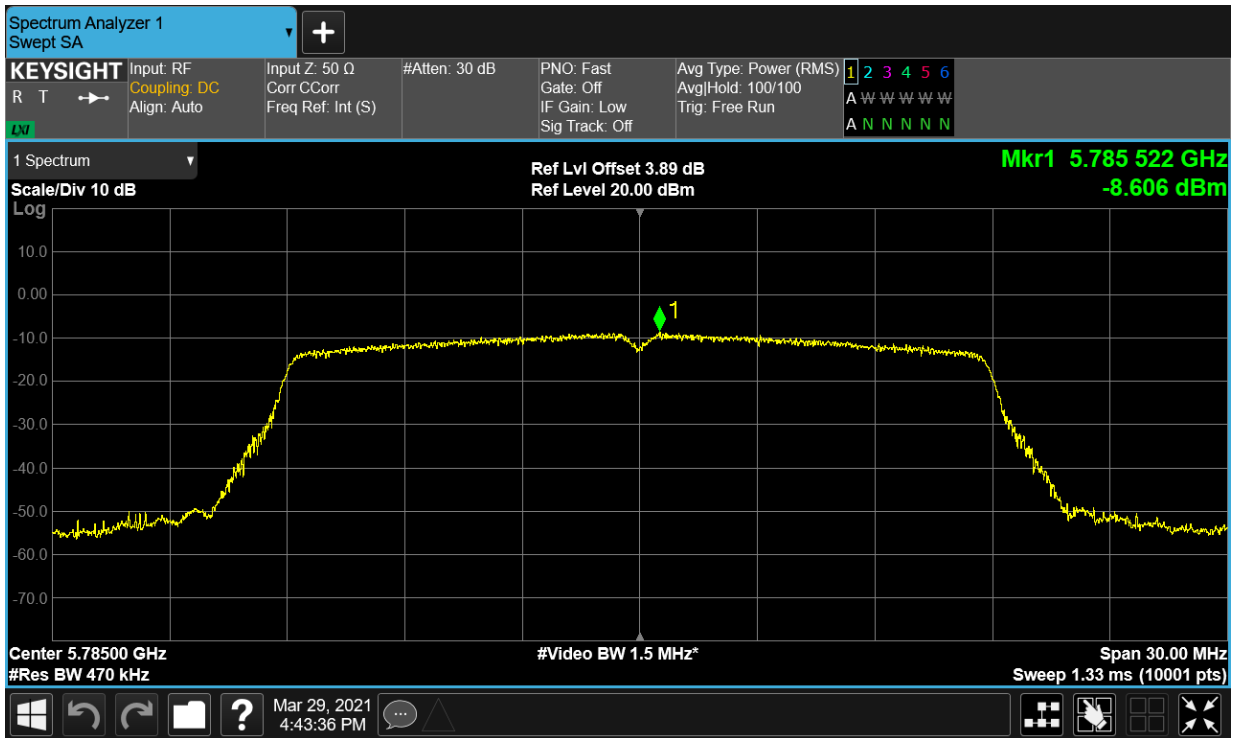 Spectrum Analyzer 1
Swept SA
KEYSIGHT
R T
LXI
Input: RF
Coupling: DC
Align: Auto
Input Z: 50 Ω
Corr CCorr
Freq Ref: Int (S)
#Atten: 30 dB
PNO: Fast
Gate: Off
IF Gain: Low
Sig Track: Off
Avg Type: Power (RMS)
Avg|Hold: 100/100
Trig: Free Run
1 2 3 4 5 6
A W W W W W
A N N N N N
1 Spectrum
Scale/Div 10 dB
Log
Ref Lvl Offset 3.89 dB
Ref Level 20.00 dBm
Mkr1 5.785 522 GHz
-8.606 dBm
10.0
0.00
-10.0
-20.0
-30.0
-40.0
-50.0
-60.0
-70.0
1
Center 5.78500 GHz
#Res BW 470 kHz
#Video BW 1.5 MHz*
Span 30.00 MHz
Sweep 1.33 ms (10001 pts)
?
Mar 29, 2021
4:43:36 PM